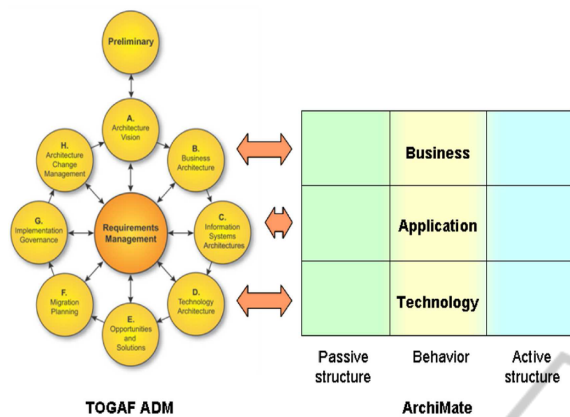 Preliminary
A.
Architecture
Vision
H.
Architecture
Change
Management
B.
Business
Architecture
G.
Implementation
Governance
Requirements
Management
C.
Information
Systems
Architectures
F.
Migration
Planning
D.
Technology
Architecture
E.
Opportunities
and
Solutions
TOGAF ADM
Business
Application
Technology
Passive
structure
Behavior
Active
structure
ArchiMate